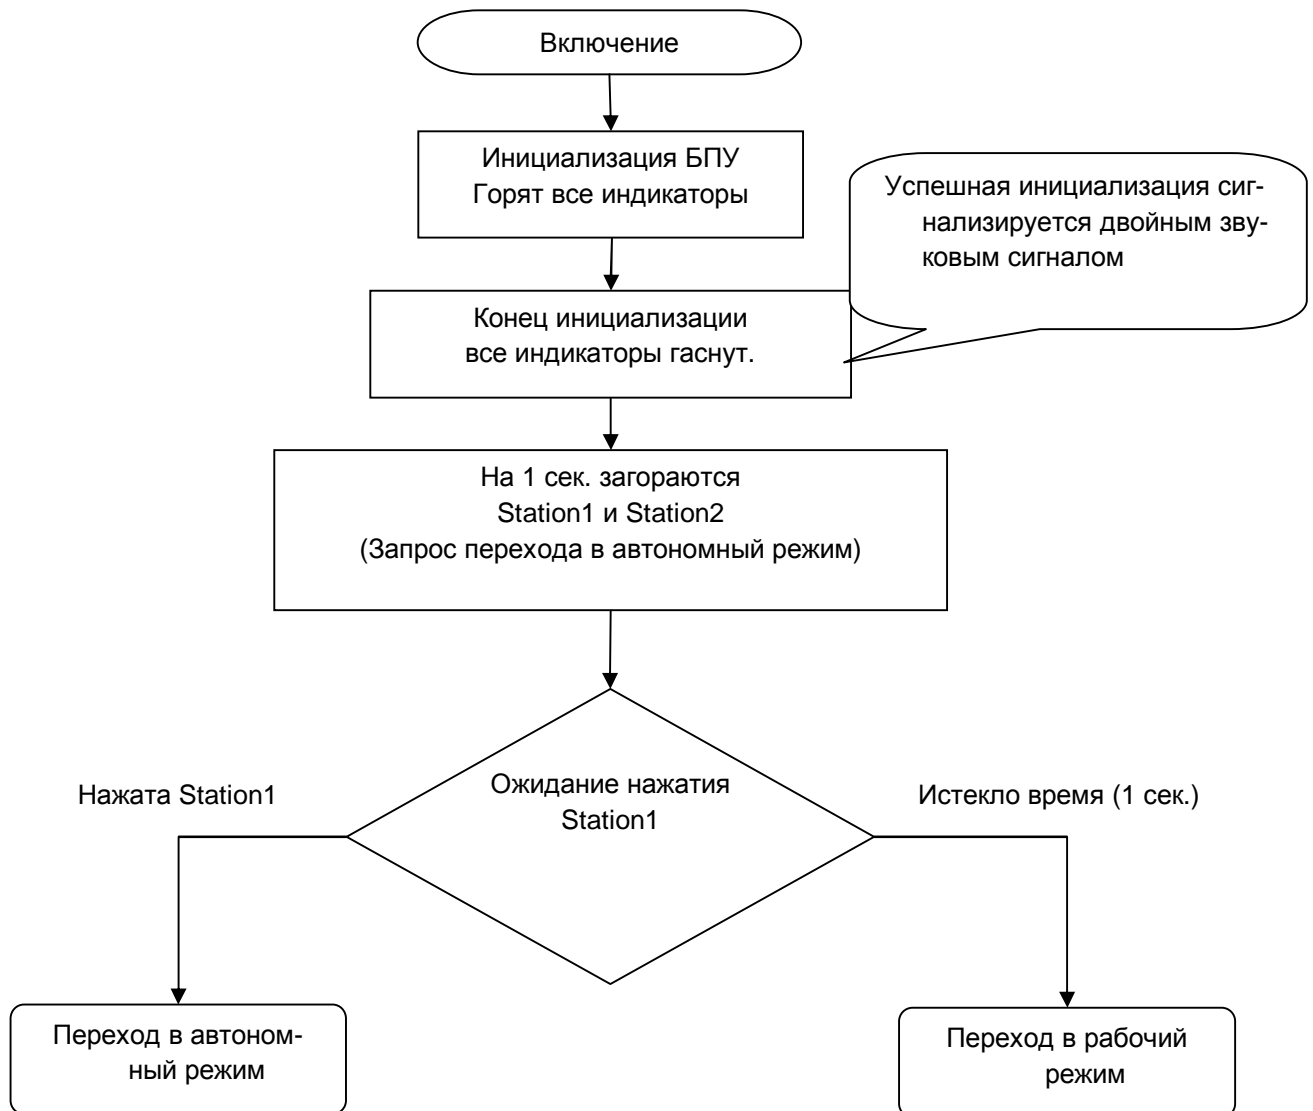 Включение
Инициализация БПУ
Горят все индикаторы
Успешная инициализация сиг-
нализируется двойным зву-
ковым сигналом
Конец инициализации
все индикаторы гаснут.
На 1 сек. загораются
Station1 и Station2
(Запрос перехода в автономный режим)
Ожидание нажатия
Station1
Нажата Station1
Истекло время (1 сек.)
Переход в автоном-
ный режим
Переход в рабочий
режим